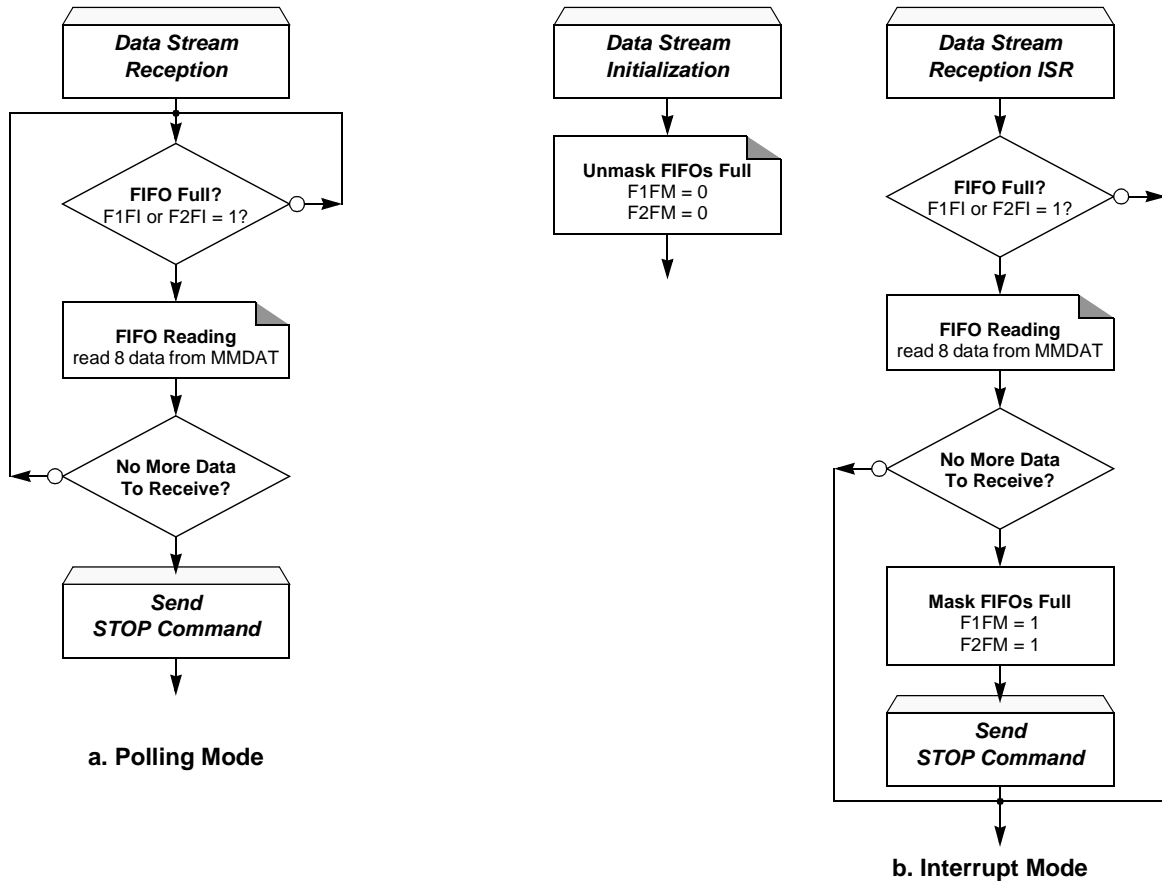 Data Stream
Reception
FIFO Full?
F1FI or F2FI = 1?
FIFO Reading
read 8 data from MMDAT
No More Data
To Receive?
Send
STOP Command
a. Polling Mode
Data Stream
Initialization
Unmask FIFOs Full
F1FM = 0
F2FM = 0
Data Stream
Reception ISR
FIFO Full?
F1FI or F2FI = 1?
FIFO Reading
read 8 data from MMDAT
No More Data
To Receive?
Mask FIFOs Full
F1FM = 1
F2FM = 1
Send
STOP Command
b. Interrupt Mode